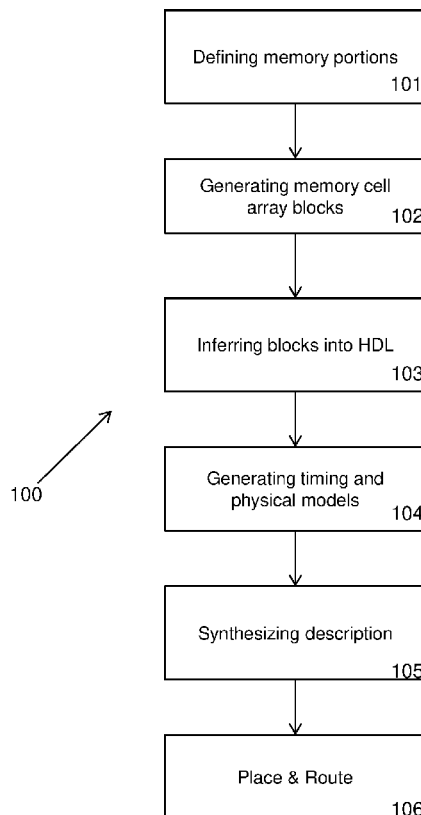 Defining memory portions
101
Generating memory cell
array blocks
102
Inferring blocks into HDL
103
100
Generating timing and
physical models
104
Synthesizing description
105
Place & Route
106